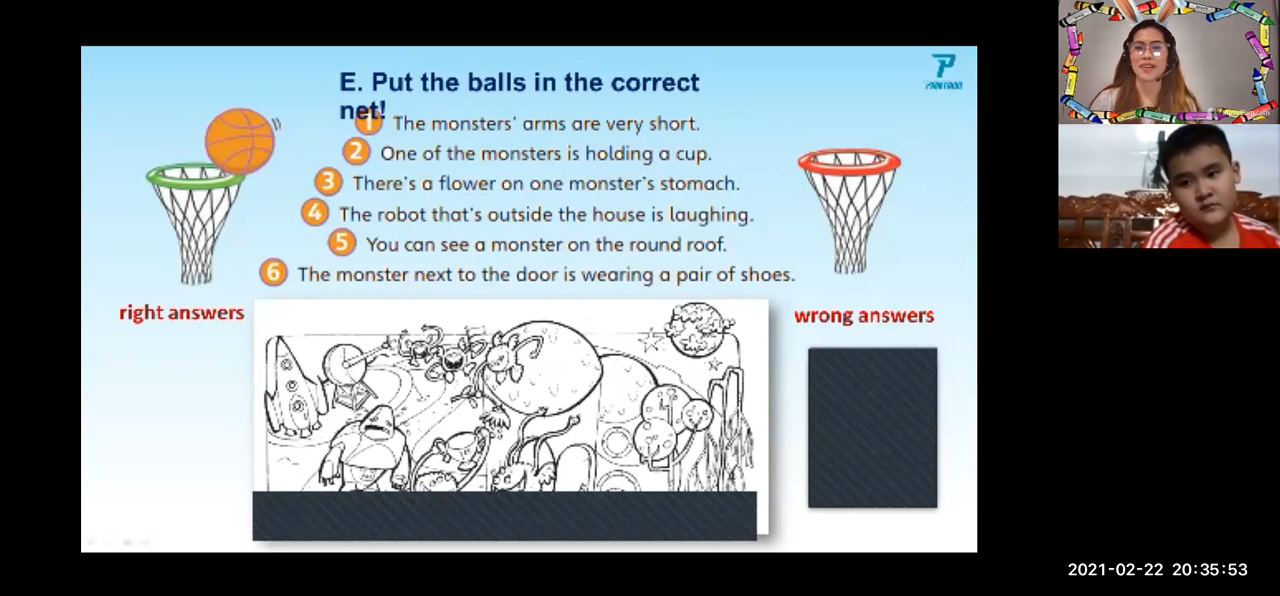 E. Put the balls in the correct
net!
1 The monsters' arms are very short.
2 One of the monsters is holding a cup.
3 There's a flower on one monster's stomach.
4 The robot that's outside the house is laughing.
5 You can see a monster on the round roof.
6 The monster next to the door is wearing a pair of shoes.
right answers
wrong answers
2021-02-22 20:35:53